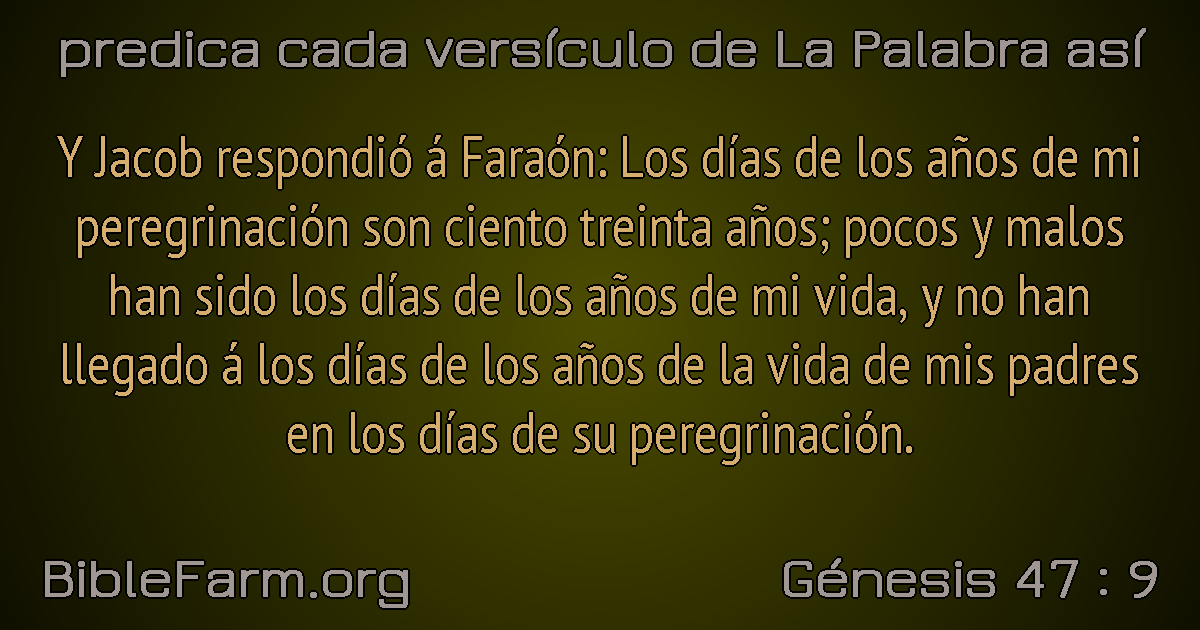 predica cada versículo de La Palabra así
Y Jacob respondió á Faraón: Los días de los años de mi
peregrinación son ciento treinta años; pocos y malos
han sido los días de los años de mi vida, y no han
llegado á los días de los años de la vida de mis padres
en los días de su peregrinación.
BibleFarm.org
Génesis 47 : 9